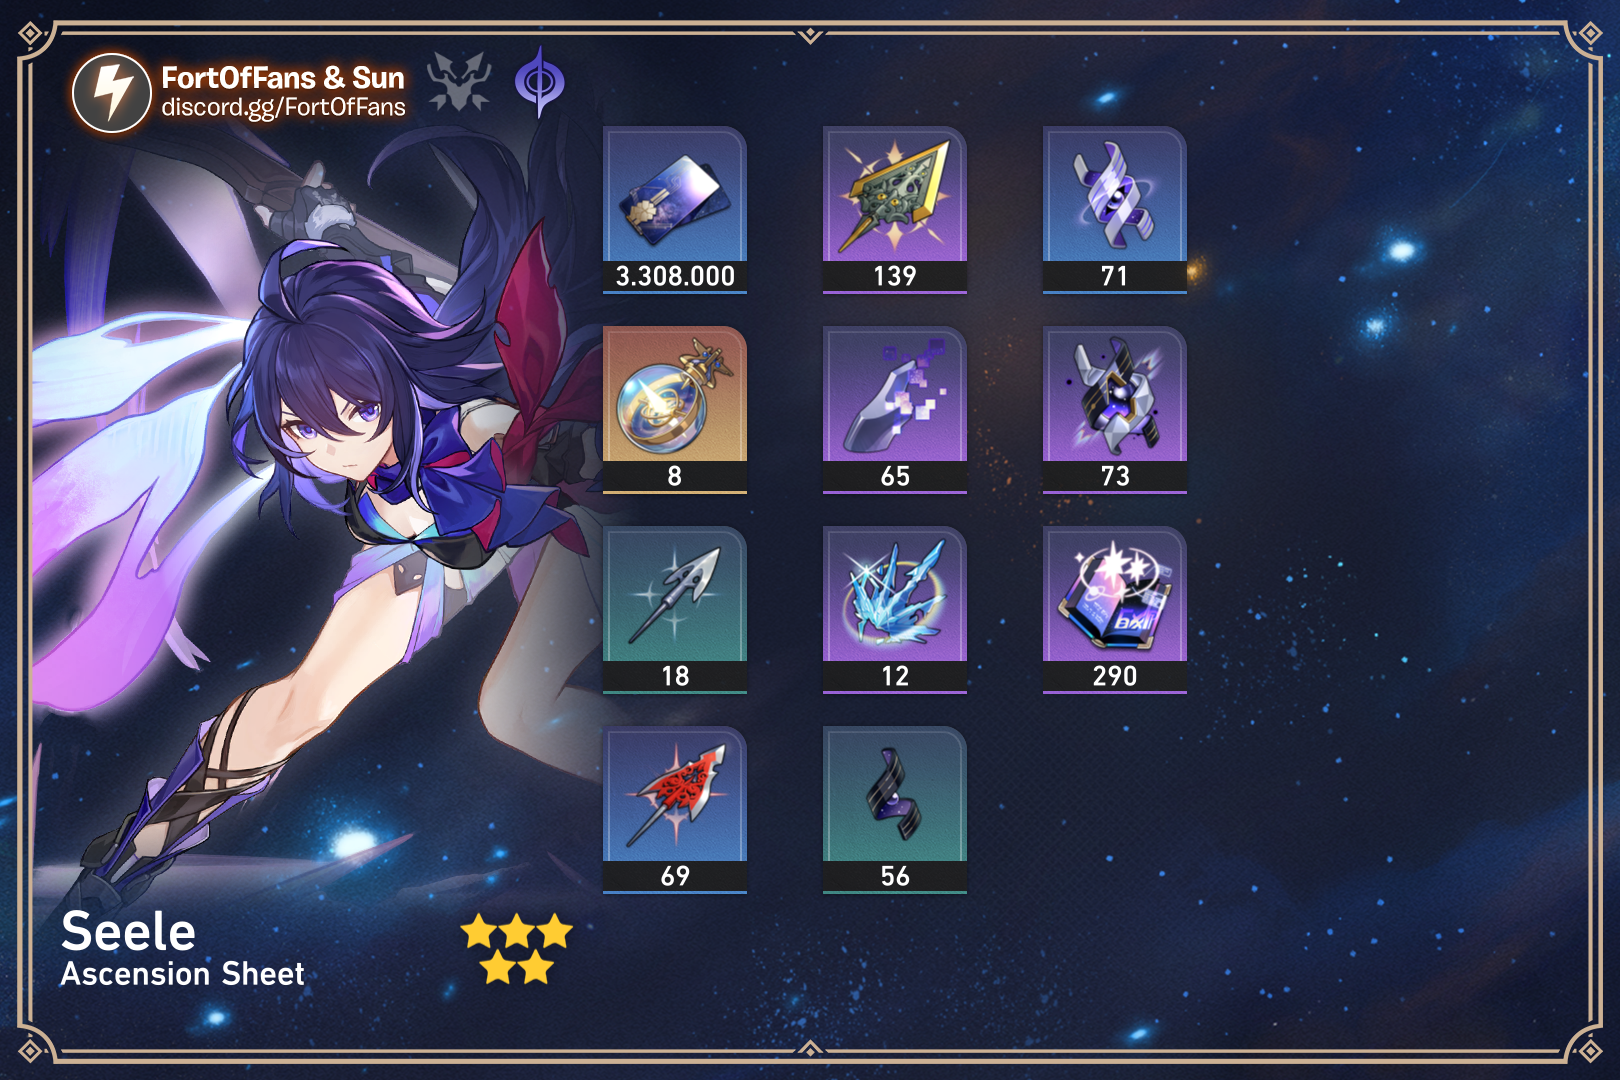 FortOfFans & Sun
discord.gg/FortOfFans
3.308.000
139
71
8
65
73
18
12
290
69
56
Seele
Ascension Sheet